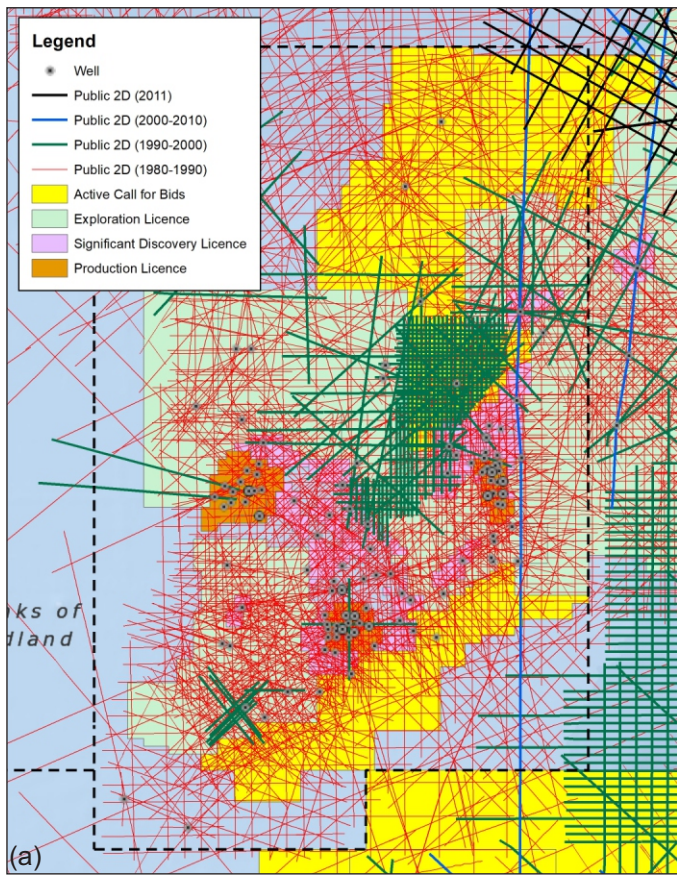 Legend
Well
Public 2D (2011)
Public 2D (2000-2010)
Public 2D (1990-2000)
Public 2D (1980-1990)
Active Call for Bids
Exploration Licence
Significant Discovery Licence
Production Licence
nks of
dland
(a)